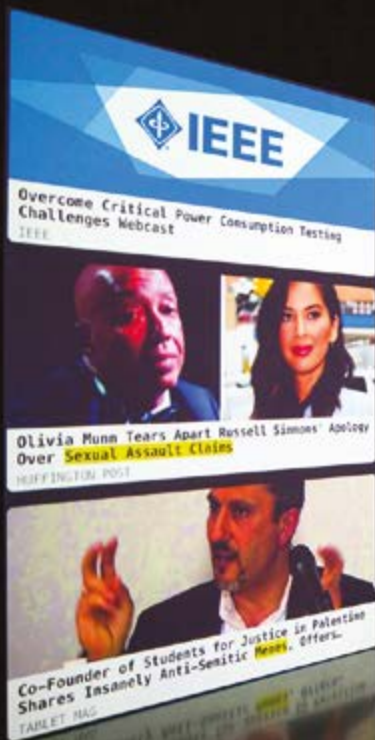 IEEE
Overcome Critical Power Consumption Testing
Challenges Webcast
IEEE
Olivia Munn Tears Apart Russell Simmons' Apology
Over Sexual Assault Claims
HUFFINGTON POST
Co-Founder of Students for Justice in Palestine
Shares Insanely Anti-Semitic Memes, Offers…
TABLET MAG